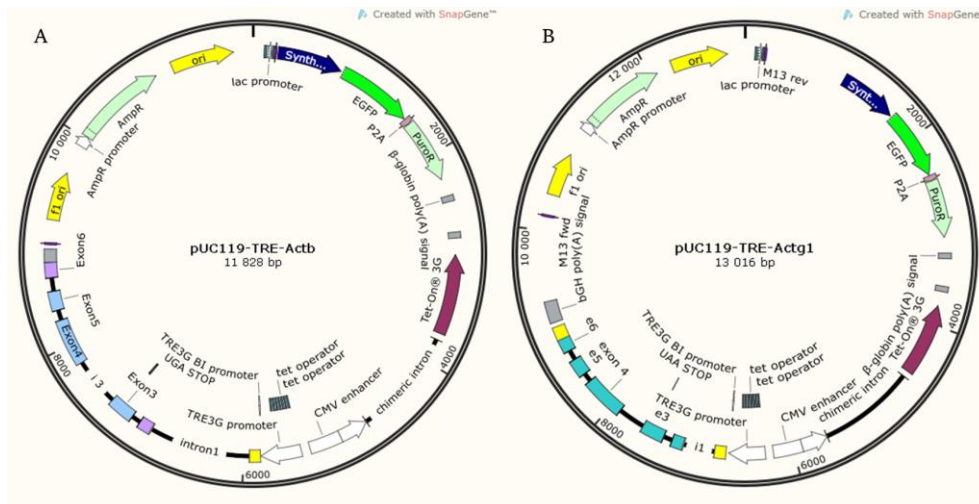 Created with SnapGene™
Created with SnapGene®
A
ori
Synth...
lac promoter
EGFP
P2A
PuroR
2000
β-globin poly(A) signal
Tet-On® 3G
4000
chimeric intron
CMV enhancer
tet operator
tet operator
TRE3G BI promoter
UGA STOP
TRE3G promoter
6000
intron1
Exon3
i 3
8000
Exon4
Exon5
Exon6
f1 ori
10 000
AmpR promoter
AmpR
pUC119-TRE-Actb
11 828 bp
B
ori
M13 rev
lac promoter
Synt...
2000
EGFP
P2A
PuroR
β-globin poly(A) signal
4000
Tet-On® 3G
chimeric intron
CMV enhancer
6000
tet operator
tet operator
TRE3G BI promoter
UAA STOP
TRE3G promoter
i1
e3
8000
exon 4
e5
e6
bGH poly(A) signal
M13 fwd
10 000
f1 ori
AmpR promoter
AmpR
12 000
pUC119-TRE-Actg1
13 016 bp